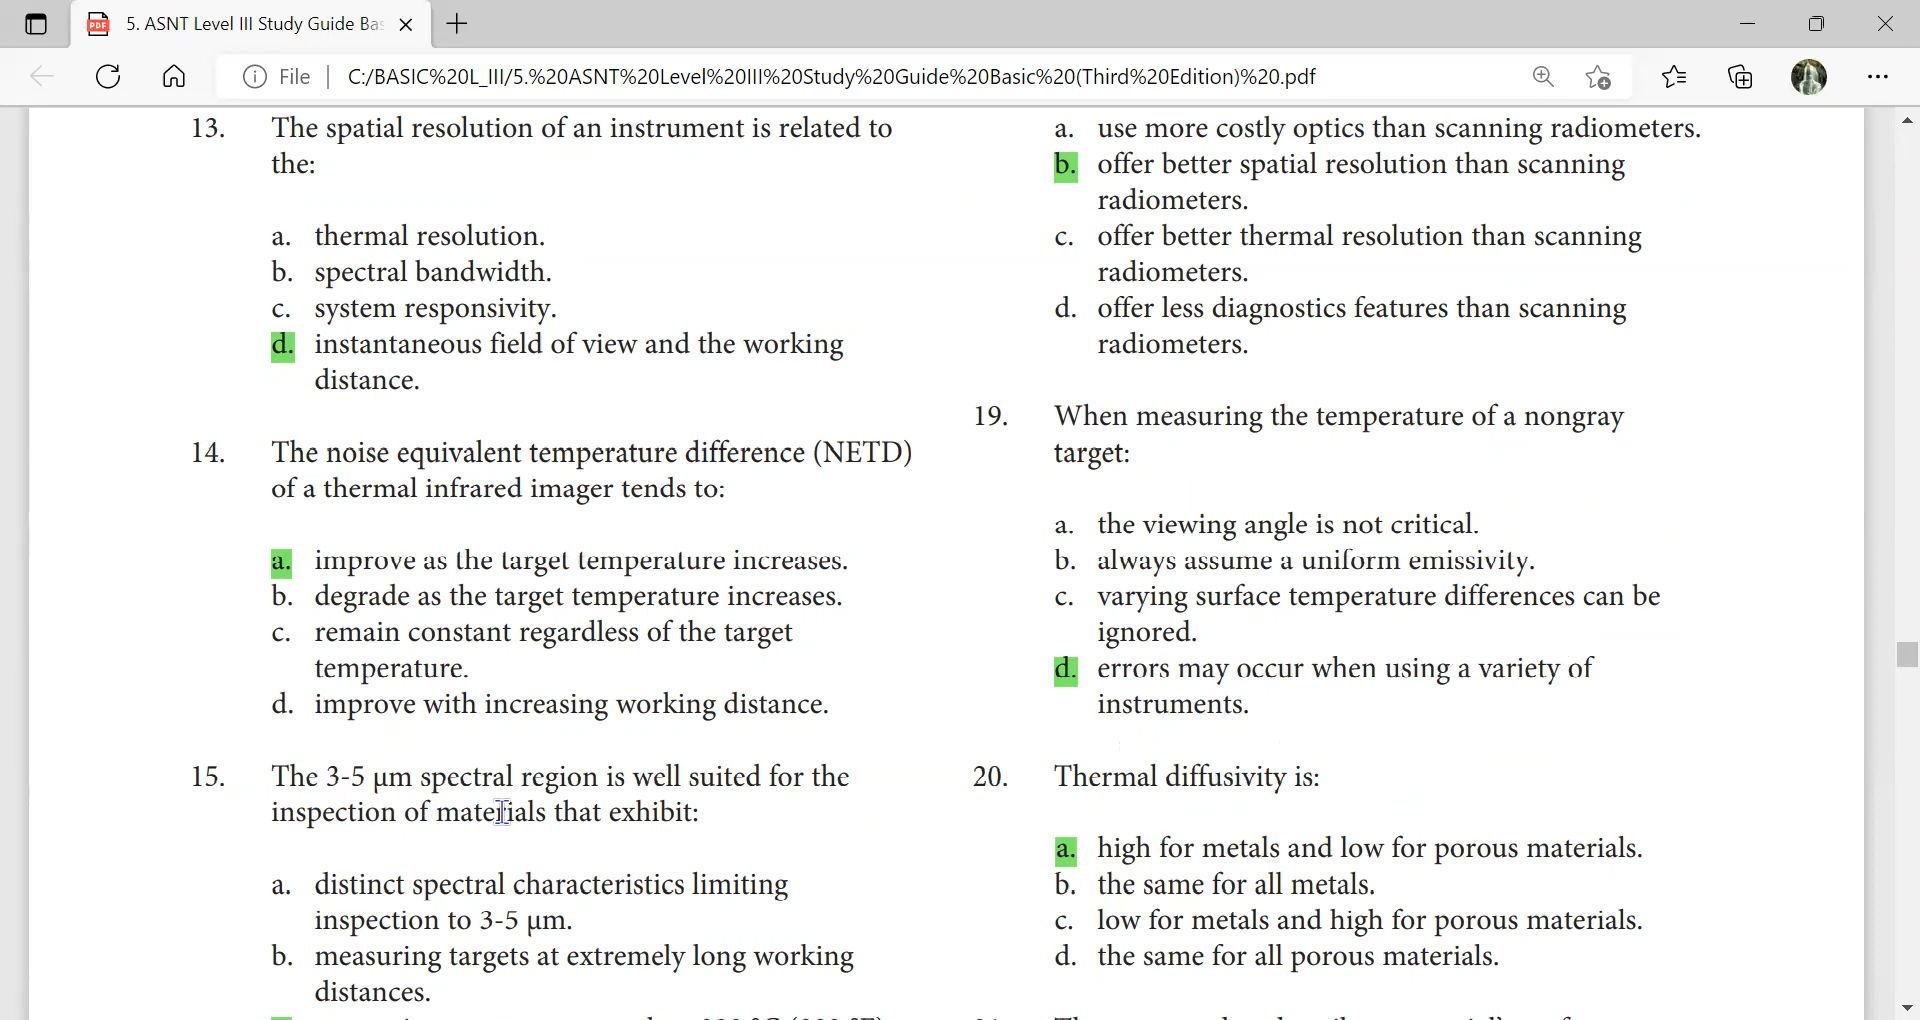 5. ASNT Level III Study Guide Bas
File
C:/BASIC%20L_III/5.%20ASNT%20Level%20III%20Study%20Guide%20Basic%20(Third%20Edition)%20.pdf
13. The spatial resolution of an instrument is related to
the:
a. thermal resolution.
b. spectral bandwidth.
c. system responsivity.
d. instantaneous field of view and the working
distance.
14. The noise equivalent temperature difference (NETD)
of a thermal infrared imager tends to:
a. improve as the target temperature increases.
b. degrade as the target temperature increases.
c. remain constant regardless of the target
temperature.
d. improve with increasing working distance.
15. The 3-5 µm spectral region is well suited for the
inspection of materials that exhibit:
a. distinct spectral characteristics limiting
inspection to 3-5 µm.
b. measuring targets at extremely long working
distances.
a. use more costly optics than scanning radiometers.
b. offer better spatial resolution than scanning
radiometers.
c. offer better thermal resolution than scanning
radiometers.
d. offer less diagnostics features than scanning
radiometers.
19. When measuring the temperature of a nongray
target:
a. the viewing angle is not critical.
b. always assume a uniform emissivity.
c. varying surface temperature differences can be
ignored.
d. errors may occur when using a variety of
instruments.
20. Thermal diffusivity is:
a. high for metals and low for porous materials.
b. the same for all metals.
c. low for metals and high for porous materials.
d. the same for all porous materials.